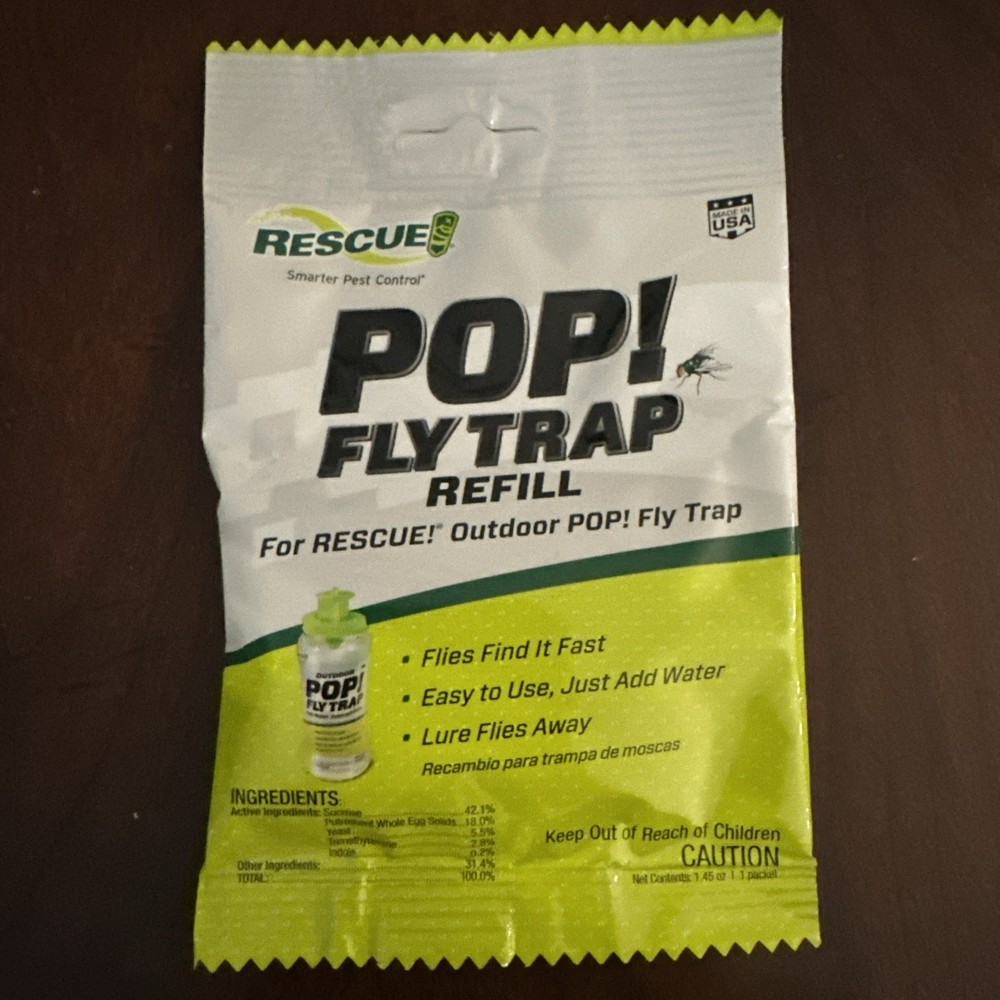 RESCUE!
Smarter Pest Control
MADE IN
USA
POP!
FLY TRAP
REFILL
For RESCUE!® Outdoor POP! Fly Trap
OUTDOOR
POP!
FLY TRAP
• Flies Find It Fast
• Easy to Use, Just Add Water
• Lure Flies Away
Recambio para trampa de moscas
INGREDIENTS:
Active Ingredients: Sucrose 42.1%
Putrescent Whole Egg Solids 18.0%
Yeast 5.5%
Trimethylamine 2.8%
Indole 0.2%
Other Ingredients: 31.4%
TOTAL: 100.0%
Keep Out of Reach of Children
CAUTION
Net Contents: 1.45 oz | 1 packet